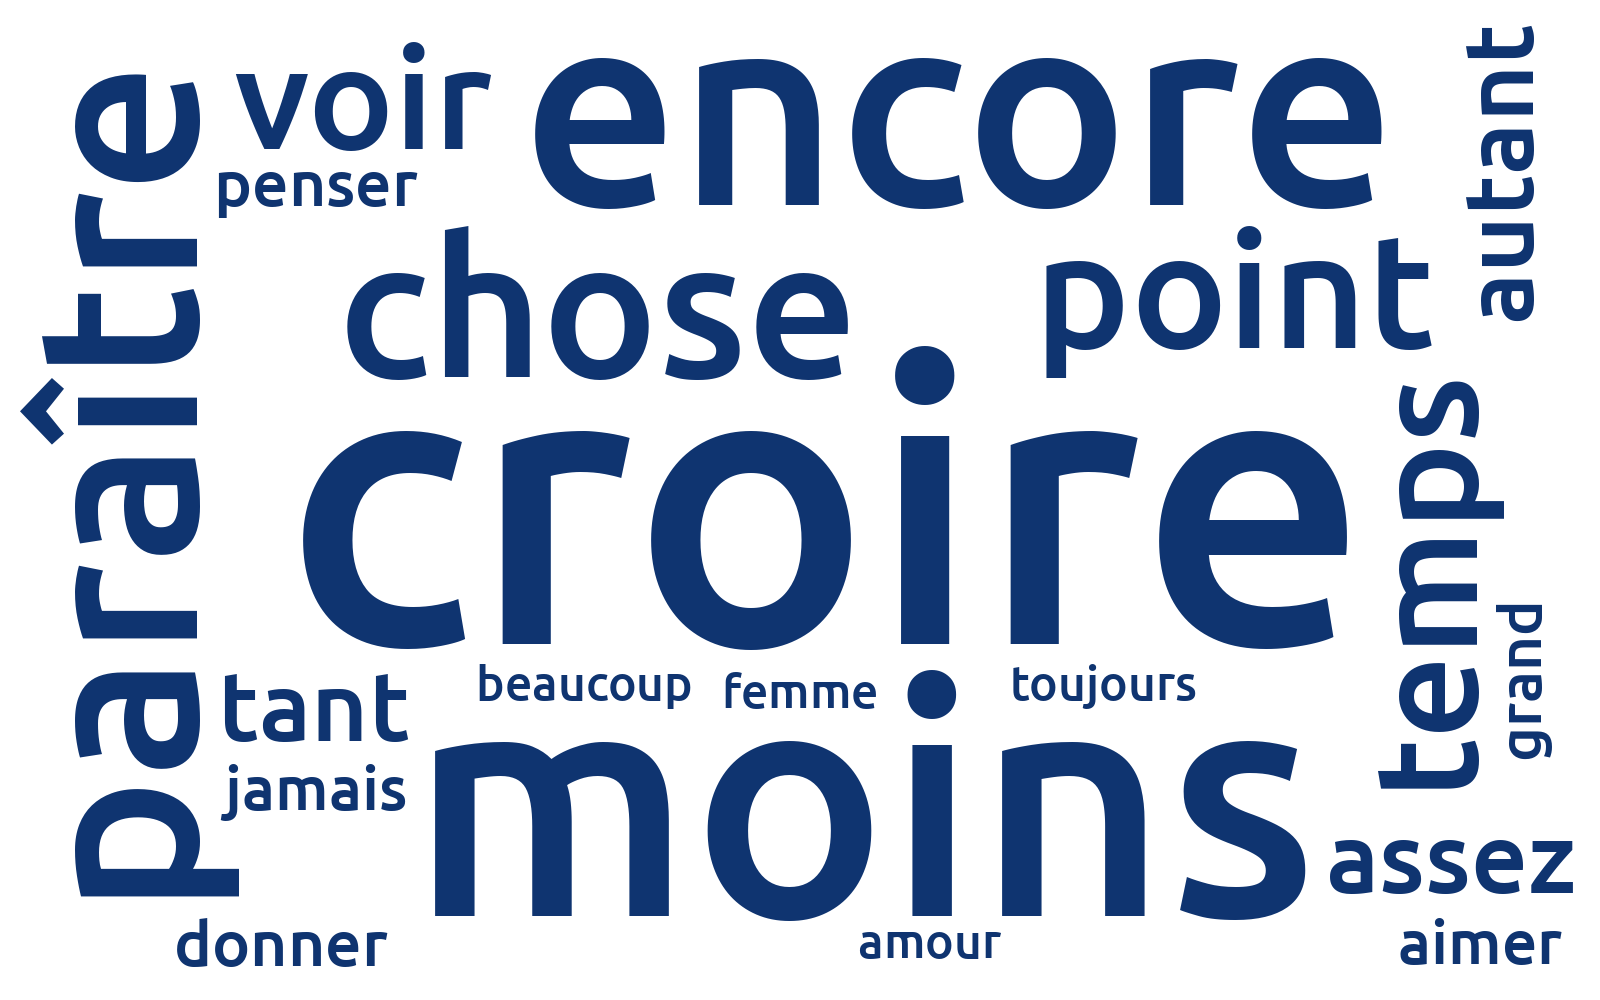 paraître
voir
encore
autant
penser
chose
point
croire
temps
grand
tant
beaucoup
femme
toujours
jamais
moins
assez
donner
amour
aimer